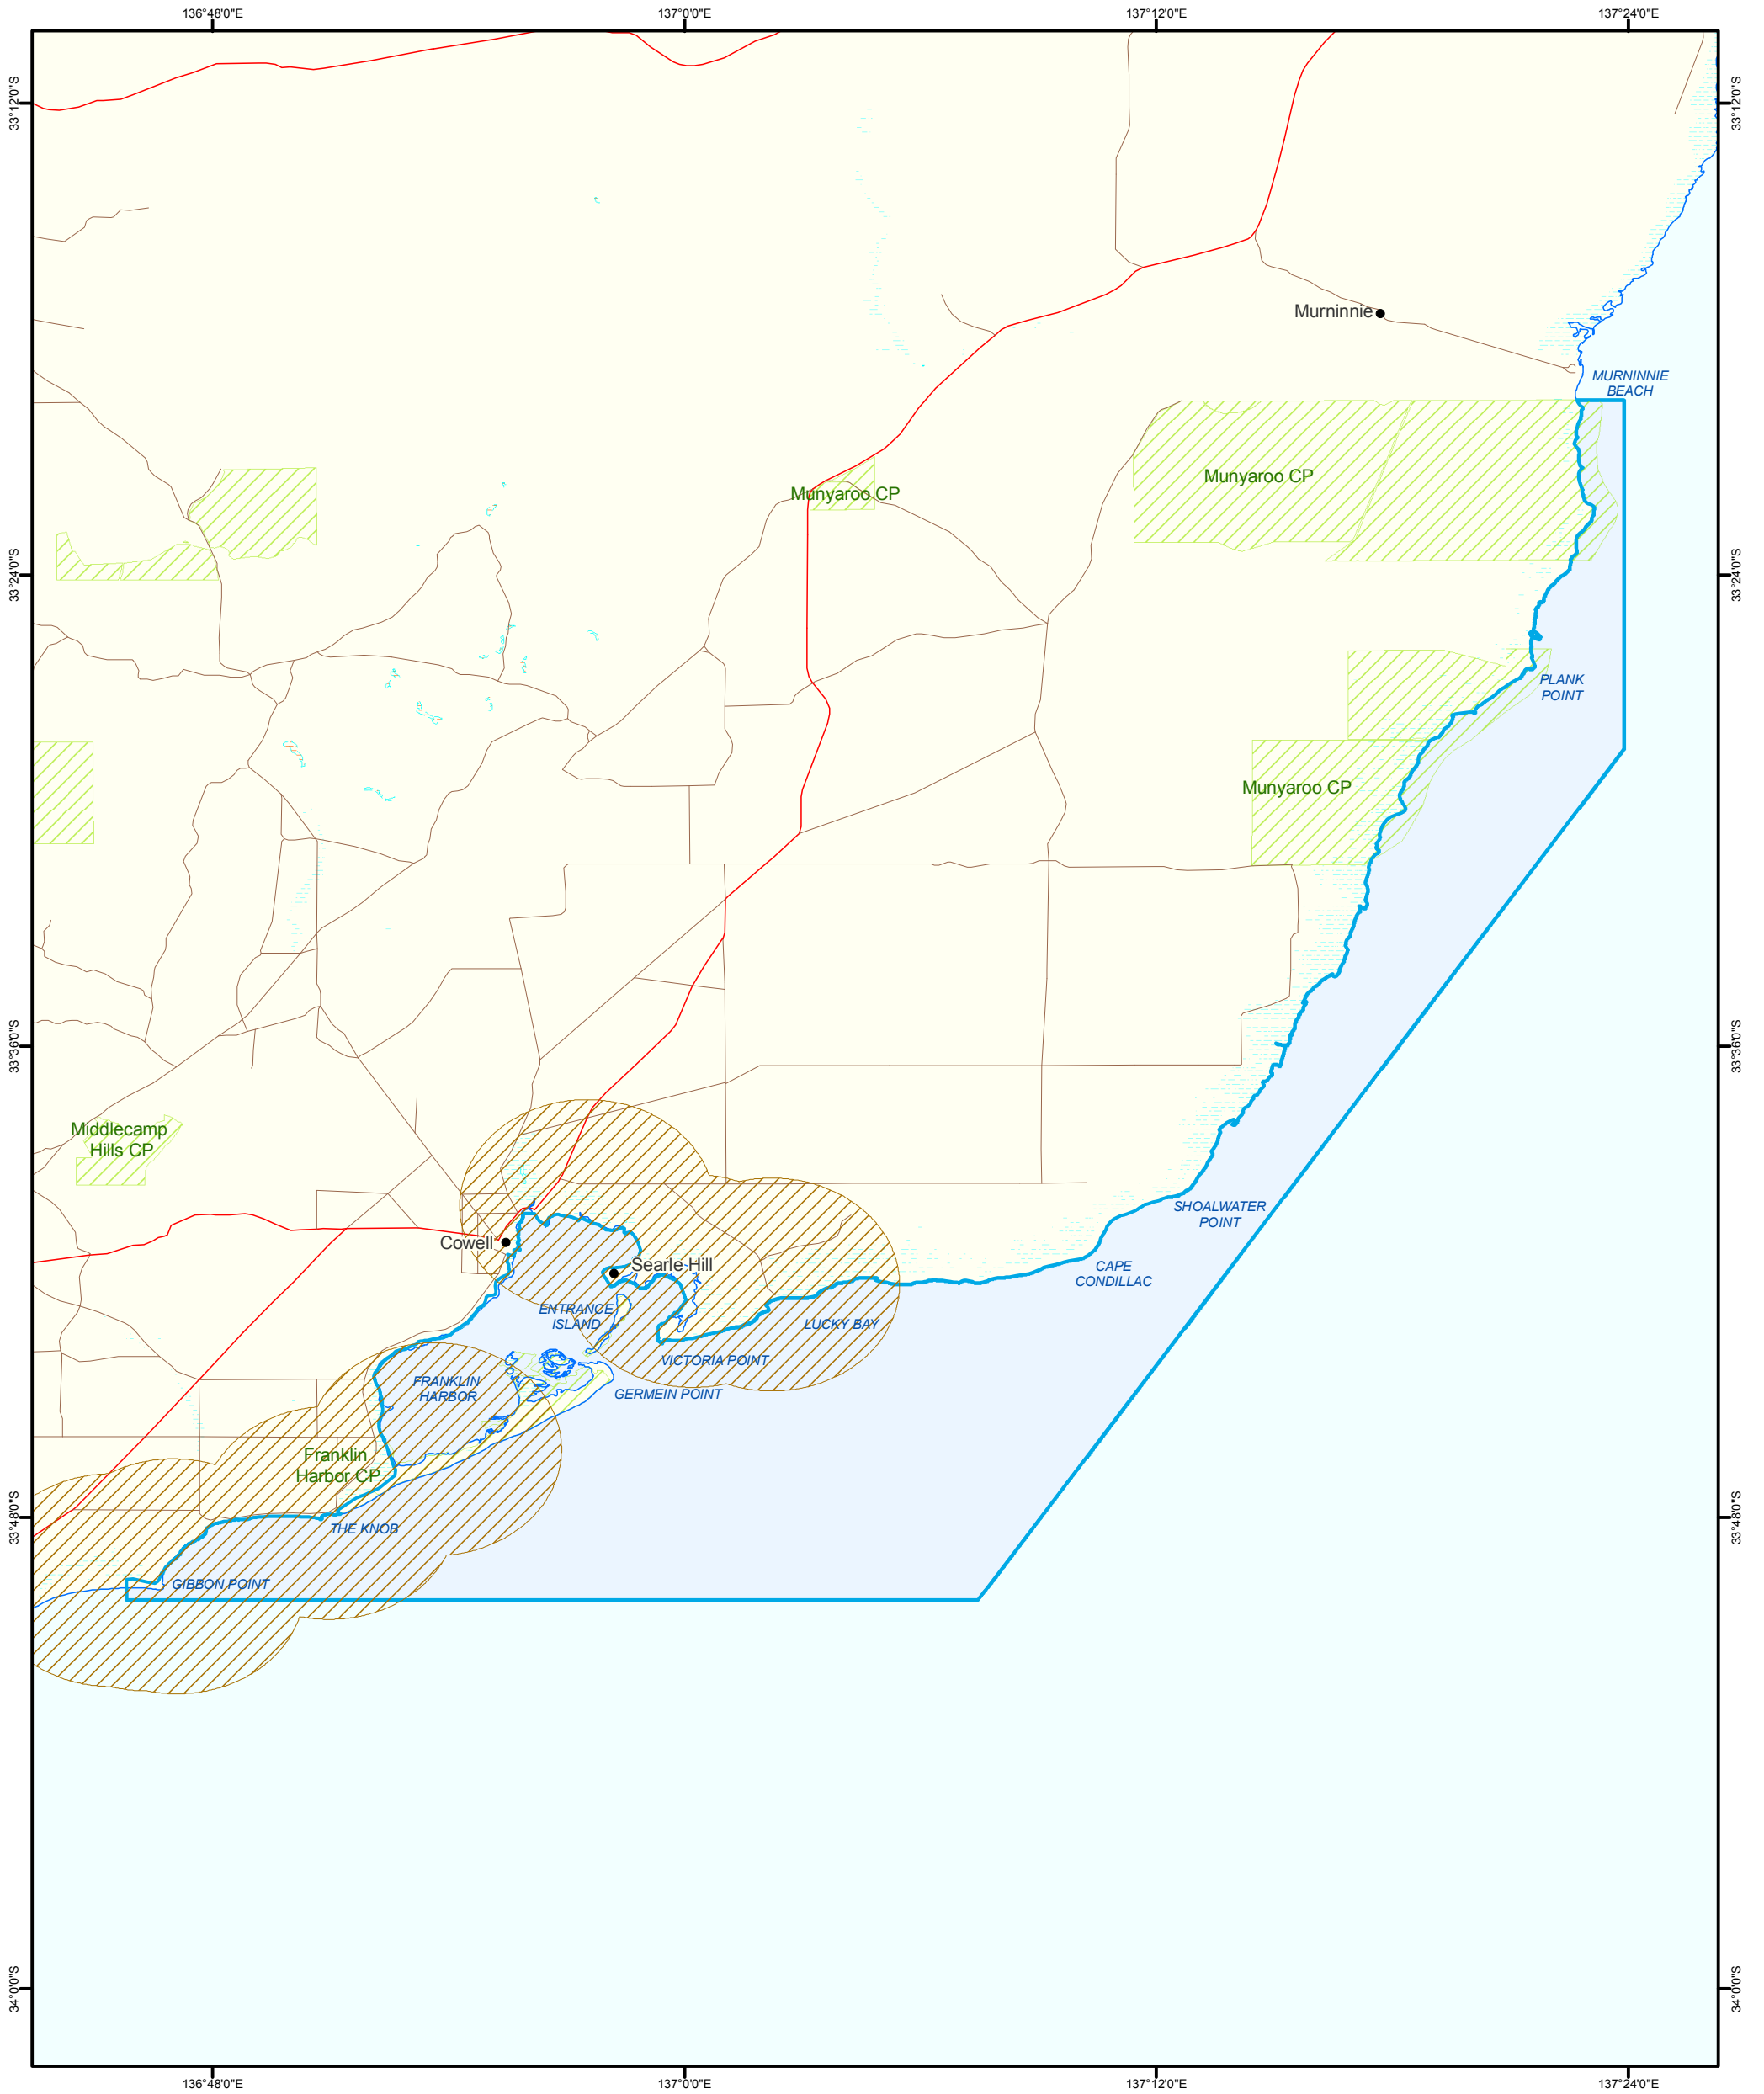 136°48'0"E
137°0'0"E
137°12'0"E
137°24'0"E
33°12'0"S
33°12'0"S
Murninnie
MURNINNIE
BEACH
Munyaroo CP
Munyaroo CP
33°24'0"S
33°24'0"S
PLANK
POINT
Munyaroo CP
33°36'0"S
33°36'0"S
Middlecamp
Hills CP
SHOALWATER
POINT
Cowell
Searle Hill
CAPE
CONDILLAC
ENTRANCE
ISLAND
LUCKY BAY
VICTORIA POINT
FRANKLIN
HARBOR
GERMEIN POINT
Franklin
Harbor CP
33°48'0"S
33°48'0"S
THE KNOB
GIBBON POINT
34°0'0"S
34°0'0"S
136°48'0"E
137°0'0"E
137°12'0"E
137°24'0"E